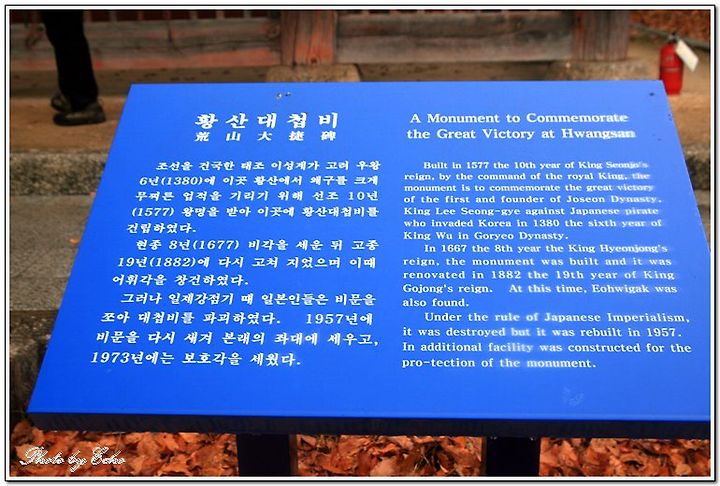 황산대첩비
荒山大捷碑
조선을 건국한 태조 이성계가 고려 우왕
6년(1380)에 이곳 황산에서 왜구를 크게
무찌른 업적을 기리기 위해 선조 10년
(1577) 왕명을 받아 이곳에 황산대첩비를
건립하였다.
현종 8년(1677) 비각을 세운 뒤 고종
19년(1882)에 다시 고쳐 지었으며 이때
어휘각을 창건하였다.
그러나 일제강점기 때 일본인들은 비문을
쪼아 대첩비를 파괴하였다. 1957년에
비문을 다시 새겨 본래의 좌대에 세우고,
1973년에는 보호각을 세웠다.
A Monument to Commemorate
the Great Victory at Hwangsan
Built in 1577 the 10th year of King Seonjo's
reign, by the command of the royal King, the
monument is to commemorate the great victory
of the first and founder of Joseon Dynasty,
King Lee Seong-gye against Japanese pirate
who invaded Korea in 1380 the sixth year of
King Wu in Goryeo Dynasty.
In 1667 the 8th year the King Hyeonjong's
reign, the monument was built and it was
renovated in 1882 the 19th year of King
Gojong's reign. At this time, Eohwigak was
also found.
Under the rule of Japanese Imperialism,
it was destroyed but it was rebuilt in 1957.
In additional facility was constructed for the
pro-tection of the monument.
Photo by Echo